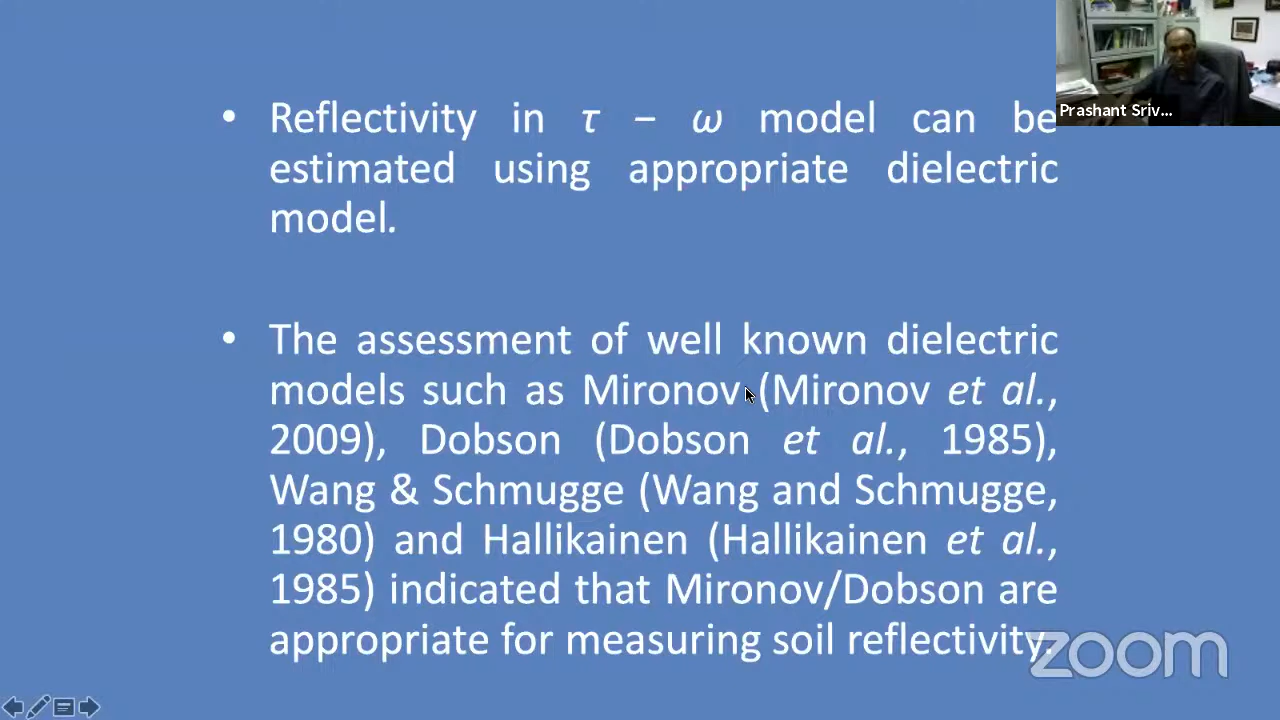 Prashant Sriv...
• Reflectivity in τ − ω model can be
estimated using appropriate dielectric
model.
• The assessment of well known dielectric
models such as Mironov (Mironov et al.,
2009), Dobson (Dobson et al., 1985),
Wang & Schmugge (Wang and Schmugge,
1980) and Hallikainen (Hallikainen et al.,
1985) indicated that Mironov/Dobson are
appropriate for measuring soil reflectivity.
zoom